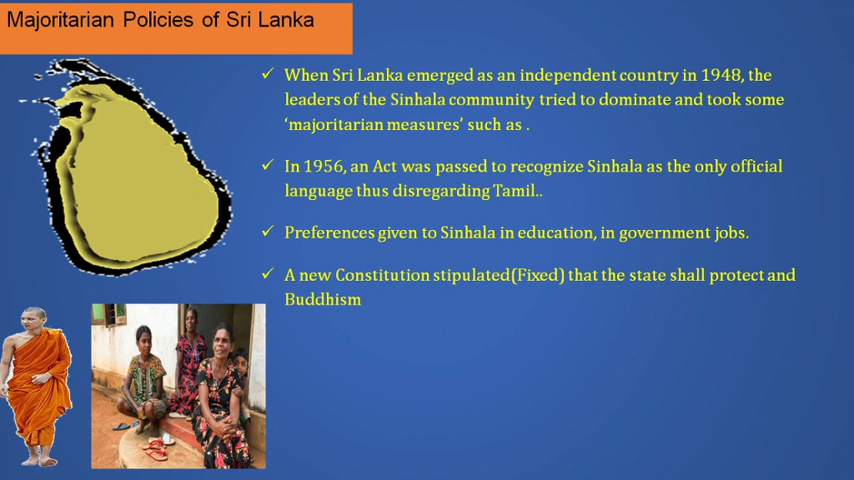 Majoritarian Policies of Sri Lanka
✓ When Sri Lanka emerged as an independent country in 1948, the
leaders of the Sinhala community tried to dominate and took some
‘majoritarian measures’ such as .
✓ In 1956, an Act was passed to recognize Sinhala as the only official
language thus disregarding Tamil..
✓ Preferences given to Sinhala in education, in government jobs.
✓ A new Constitution stipulated(Fixed) that the state shall protect and
Buddhism